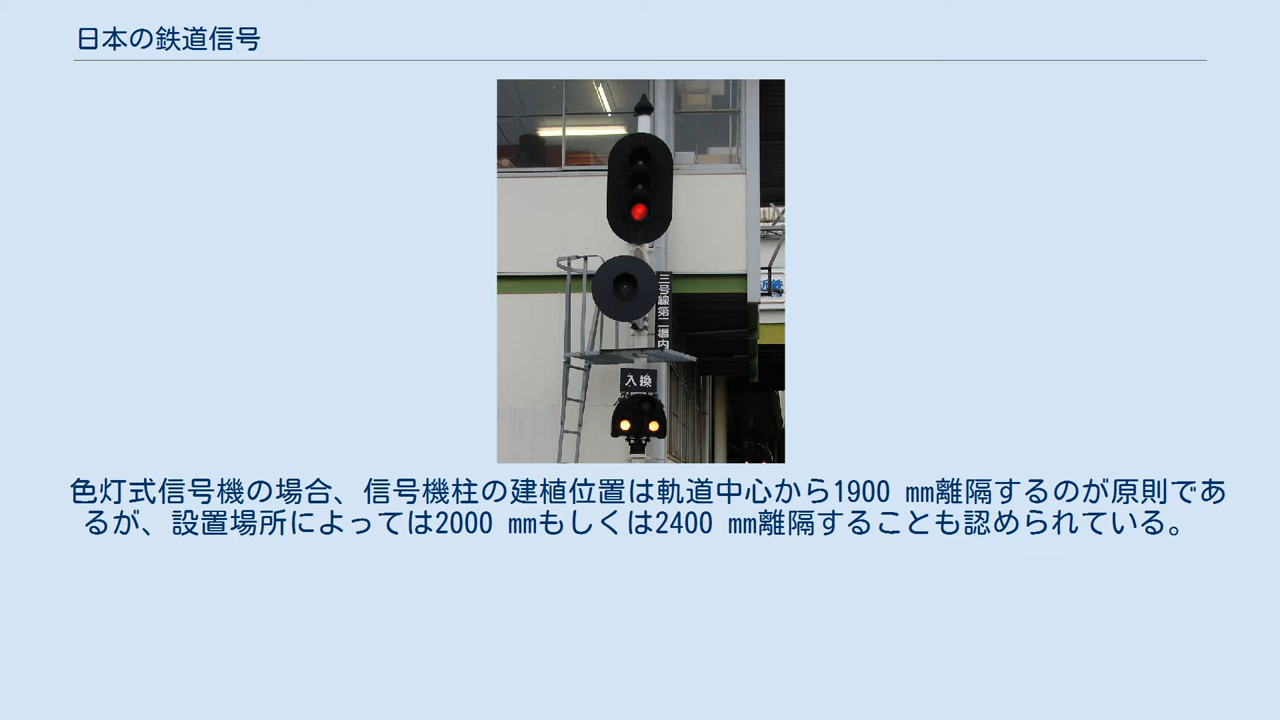 日本の鉄道信号
三号線第二場内
入換
色灯式信号機の場合、信号機柱の建植位置は軌道中心から1900 ㎜離隔するのが原則であ
るが、設置場所によっては2000 ㎜もしくは2400 ㎜離隔することも認められている。